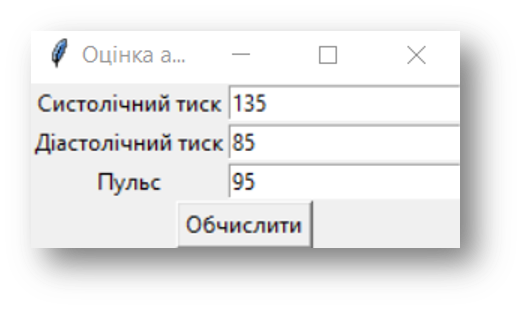 Оцінка а...
Систолічний тиск 135
Діастолічний тиск 85
Пульс 95
Обчислити